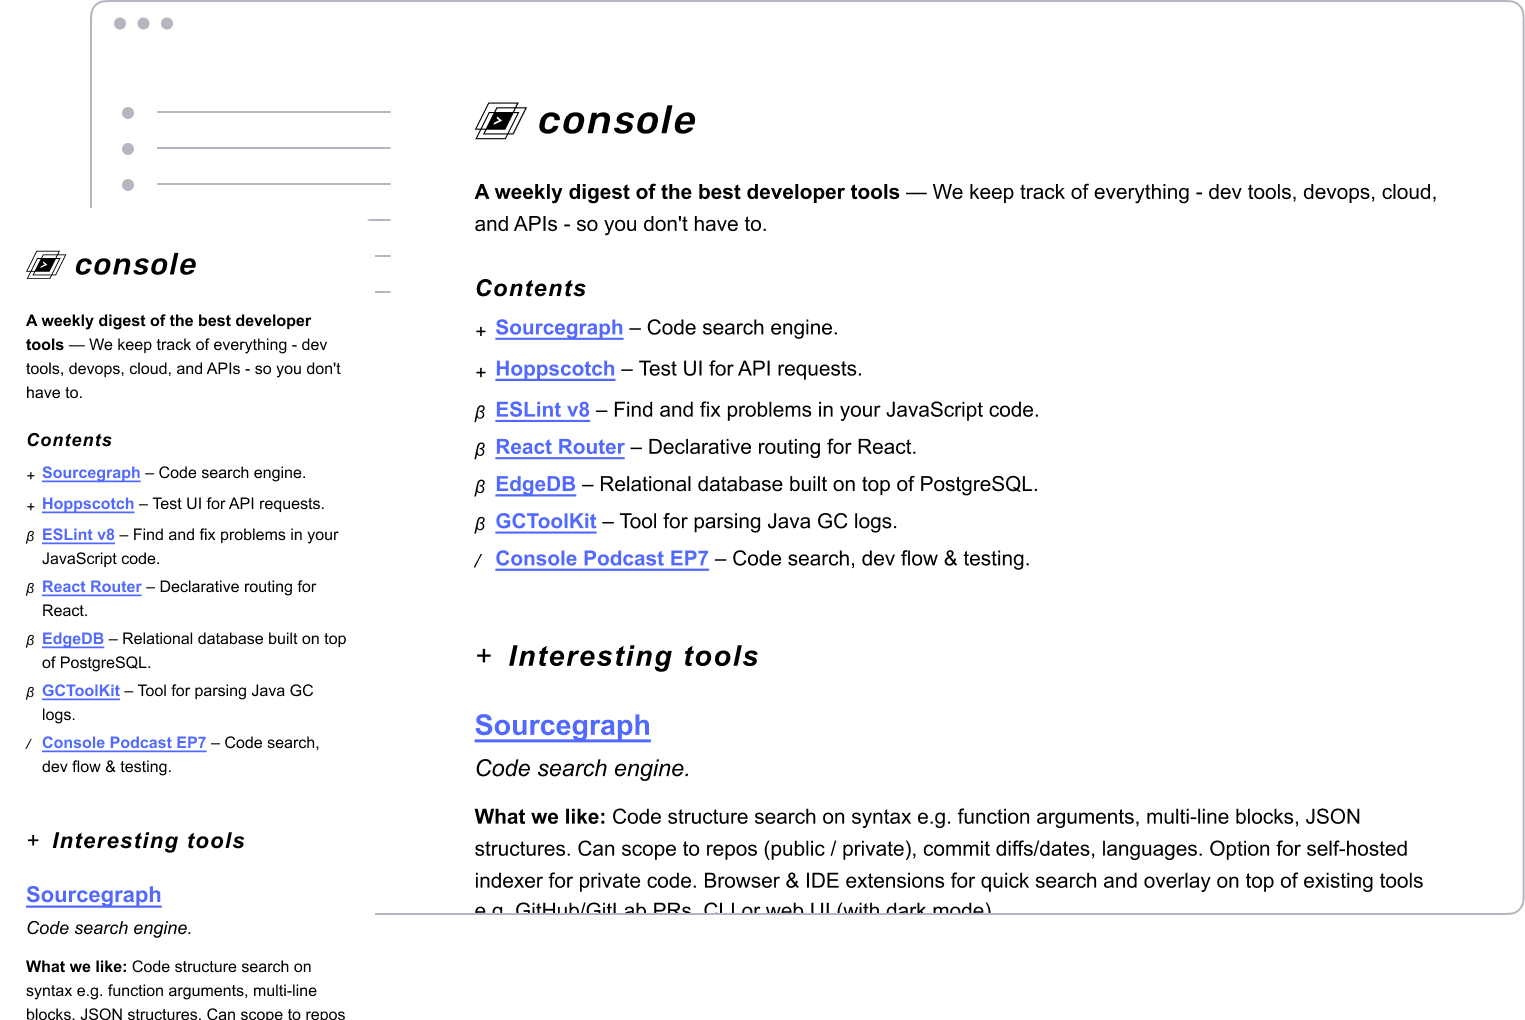 console
A weekly digest of the best developer tools — We keep track of everything - dev tools, devops, cloud,
and APIs - so you don't have to.
Contents
+ Sourcegraph – Code search engine.
+ Hoppscotch – Test UI for API requests.
β ESLint v8 – Find and fix problems in your JavaScript code.
β React Router – Declarative routing for React.
β EdgeDB – Relational database built on top of PostgreSQL.
β GCToolKit – Tool for parsing Java GC logs.
/ Console Podcast EP7 – Code search, dev flow & testing.
+ Interesting tools
Sourcegraph
Code search engine.
What we like: Code structure search on syntax e.g. function arguments, multi-line blocks, JSON
structures. Can scope to repos (public / private), commit diffs/dates, languages. Option for self-hosted
indexer for private code. Browser & IDE extensions for quick search and overlay on top of existing tools
e.g. GitHub/GitLab PRs. CLI or web UI (with dark mode).
console
A weekly digest of the best developer
tools — We keep track of everything - dev
tools, devops, cloud, and APIs - so you don't
have to.
Contents
+ Sourcegraph – Code search engine.
+ Hoppscotch – Test UI for API requests.
β ESLint v8 – Find and fix problems in your
JavaScript code.
β React Router – Declarative routing for
React.
β EdgeDB – Relational database built on top
of PostgreSQL.
β GCToolKit – Tool for parsing Java GC
logs.
/ Console Podcast EP7 – Code search,
dev flow & testing.
+ Interesting tools
Sourcegraph
Code search engine.
What we like: Code structure search on
syntax e.g. function arguments, multi-line
blocks, JSON structures. Can scope to repos